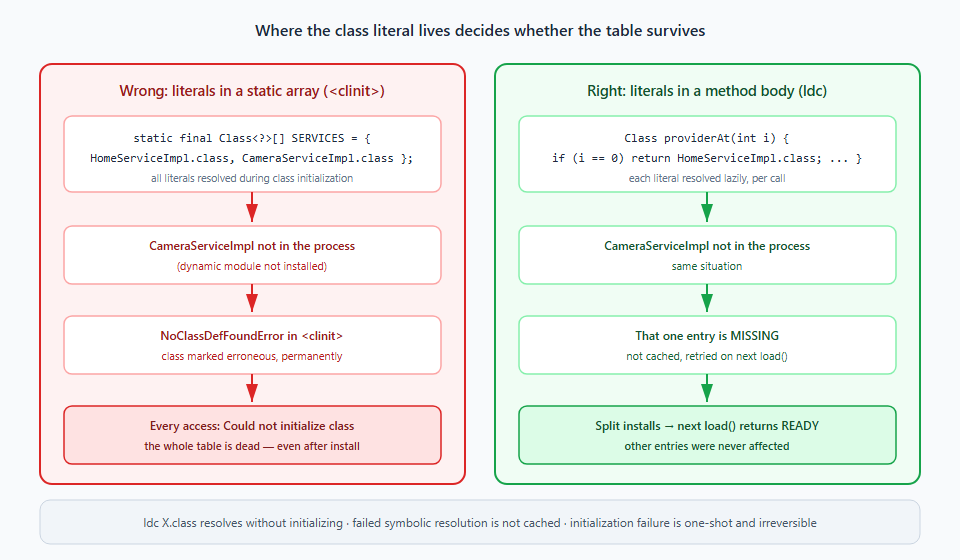 Where the class literal lives decides whether the table survives
Wrong: literals in a static array (<clinit>)
static final Class<?>[] SERVICES = {
HomeServiceImpl.class, CameraServiceImpl.class };
all literals resolved during class initialization
CameraServiceImpl not in the process
(dynamic module not installed)
NoClassDefFoundError in <clinit>
class marked erroneous, permanently
Every access: Could not initialize class
the whole table is dead — even after install
Right: literals in a method body (ldc)
Class providerAt(int i) {
if (i == 0) return HomeServiceImpl.class; ... }
each literal resolved lazily, per call
CameraServiceImpl not in the process
same situation
That one entry is MISSING
not cached, retried on next load()
Split installs → next load() returns READY
other entries were never affected
ldc X.class resolves without initializing · failed symbolic resolution is not cached · initialization failure is one-shot and irreversible